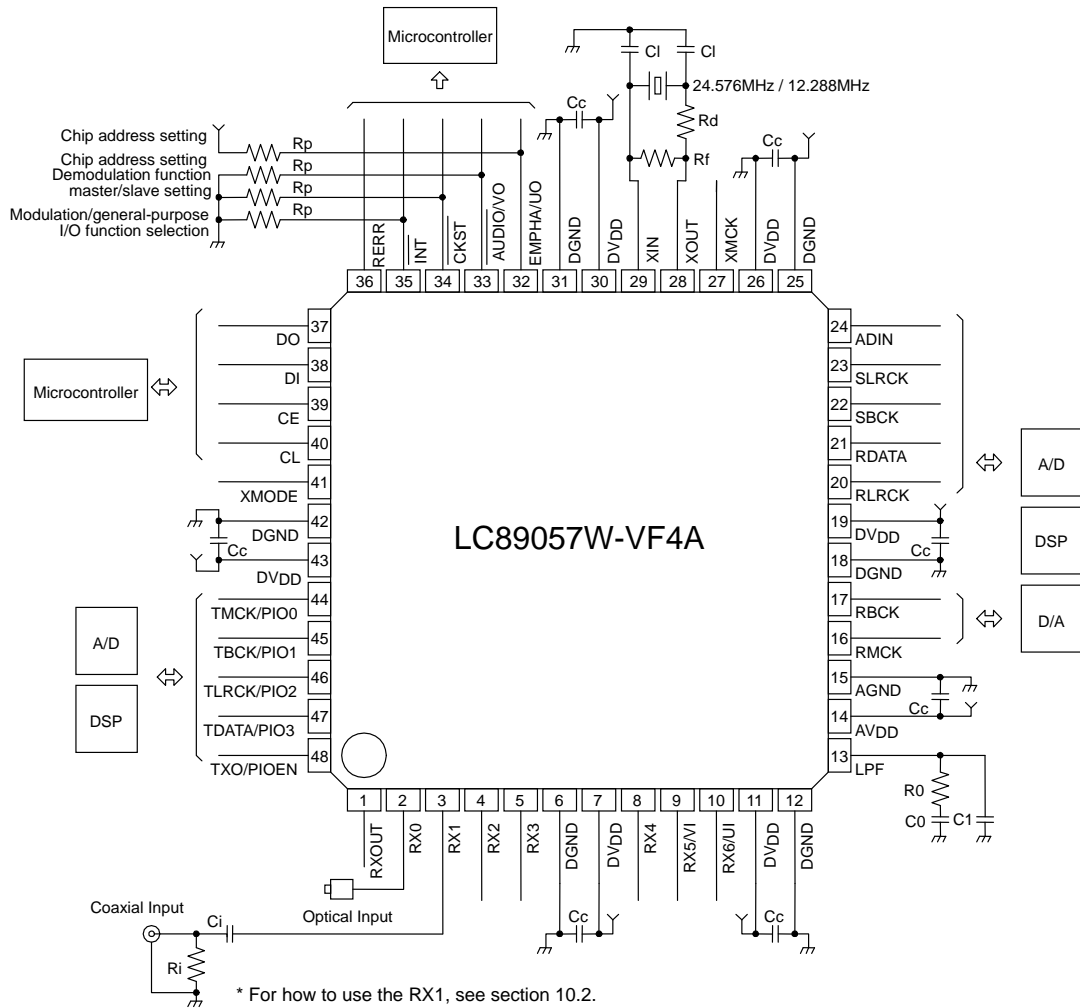 Microcontroller
Cl
Cl
24.576MHz / 12.288MHz
Cc
Rd
Cc
Rf
Chip address setting
Rp
Chip address setting
Rp
Demodulation function
master/slave setting
Rp
Modulation/general-purpose
I/O function selection
Rp
RERR
INT
CKST
AUDIO/VO
EMPHA/UO
DGND
DVDD
XIN
XOUT
XMCK
DVDD
DGND
36 35 34 33 32 31 30 29 28 27 26 25
37
DO
38
DI
39
CE
40
CL
41
XMODE
42
DGND
Cc
43
DVDD
44
TMCK/PIO0
45
TBCK/PIO1
46
TLRCK/PIO2
47
TDATA/PIO3
48
TXO/PIOEN
Microcontroller
A/D
DSP
LC89057W-VF4A
24
ADIN
23
SLRCK
22
SBCK
21
RDATA
20
RLRCK
19
DVDD
Cc
18
DGND
17
RBCK
16
RMCK
15
AGND
Cc
14
AVDD
13
LPF
A/D
DSP
D/A
R0
C0
C1
1 2 3 4 5 6 7 8 9 10 11 12
RXOUT
RX0
RX1
RX2
RX3
DGND
DVDD
RX4
RX5/VI
RX6/UI
DVDD
DGND
Coaxial Input
Ci
Optical Input
Cc
Cc
Ri
* For how to use the RX1, see section 10.2.